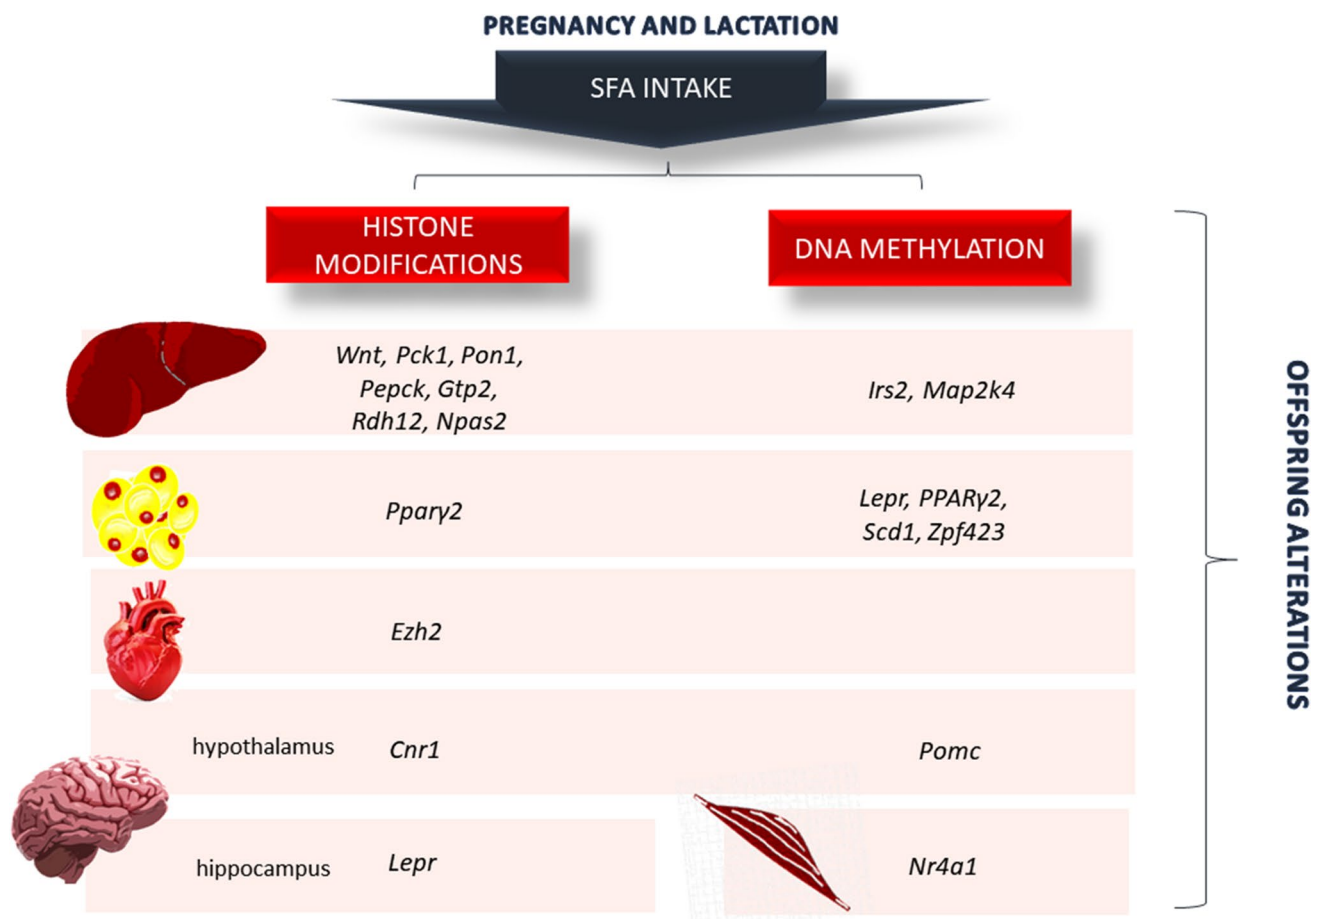 PREGNANCY AND LACTATION
SFA INTAKE
HISTONE
MODIFICATIONS
DNA METHYLATION
Wnt, Pck1, Pon1,
Pepck, Gtp2,
Rdh12, Npas2
Irs2, Map2k4
Pparγ2
Lepr, PPARγ2,
Scd1, Zpf423
Ezh2
hypothalamus
Cnr1
Pomc
hippocampus
Lepr
Nr4a1
OFFSPRING ALTERATIONS